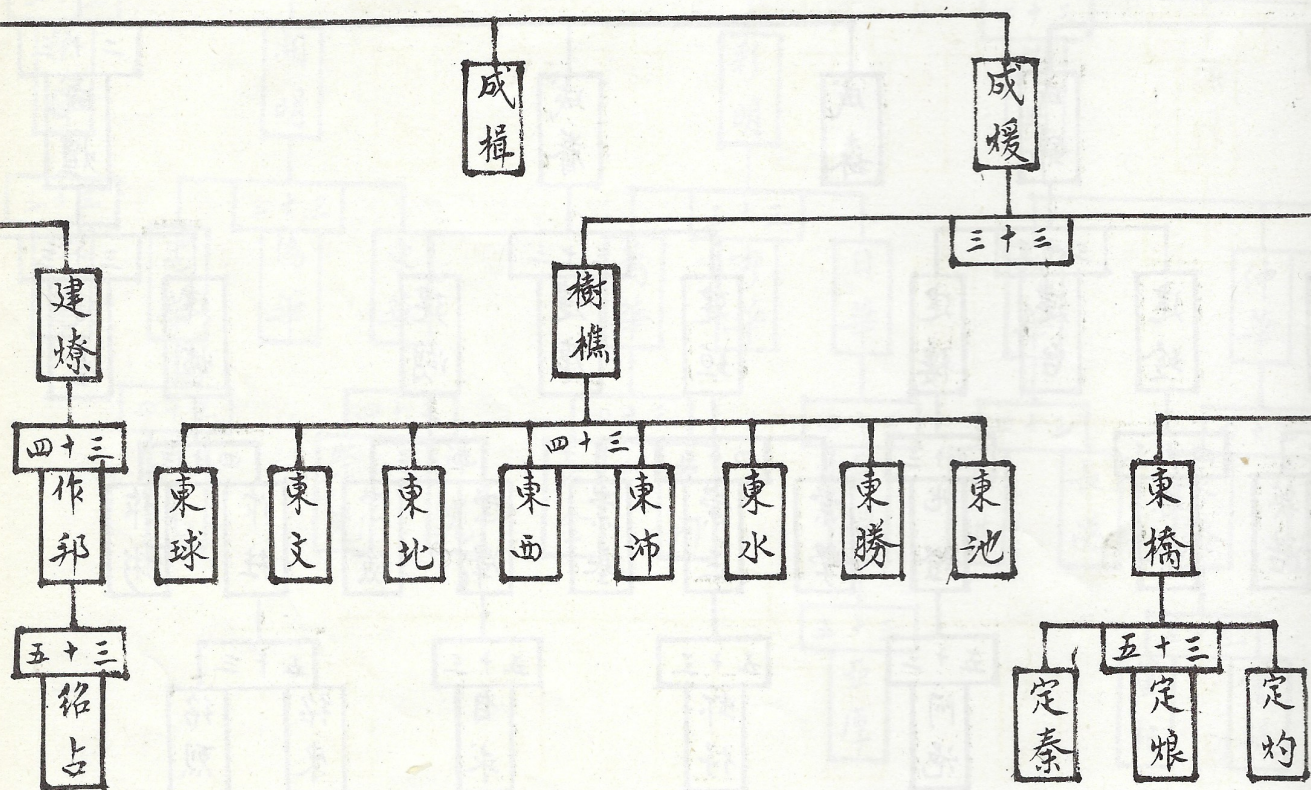 成煖
成楫
三十三
樹樵
建燎
三十四
三十四
東橋
東池
東勝
東水
東沛
東西
東北
東文
東球
作邦
三十五
三十五
定灼
定烺
定秦
紹占